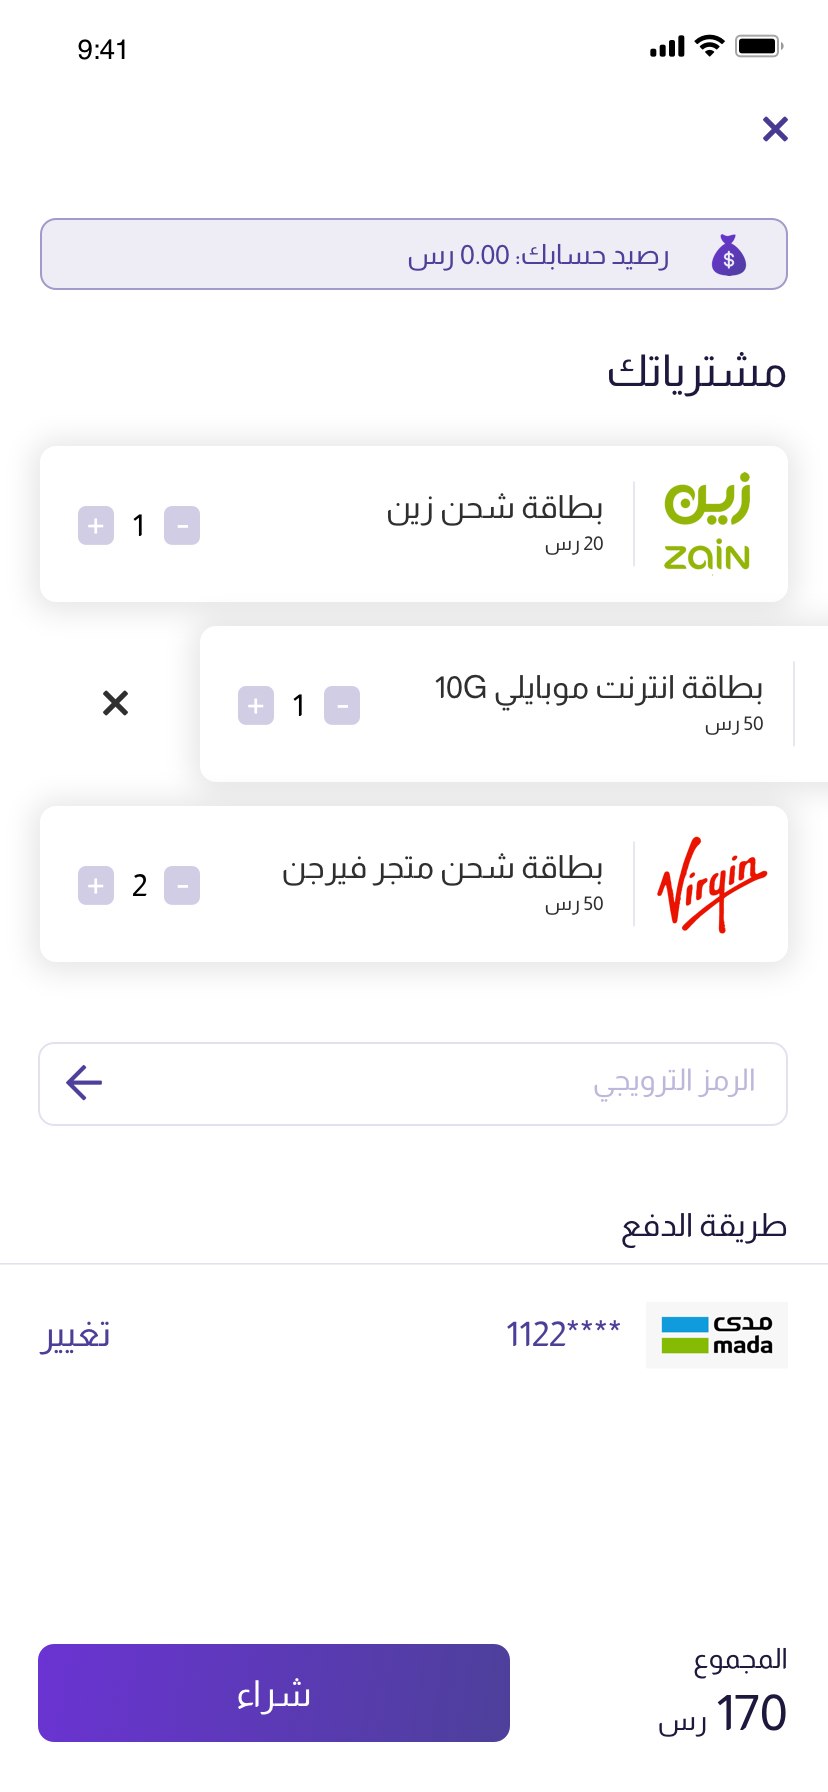 9:41
رصيد حسابك: 0.00 رس
مشترياتك
زين
zain
بطاقة شحن زين
20 رس
- 1 +
بطاقة انترنت موبايلي 10G
50 رس
- 1 +
Virgin
بطاقة شحن متجر فيرجن
50 رس
- 2 +
الرمز الترويجي
طريقة الدفع
مدى
mada
1122****
تغيير
المجموع
170 رس
شراء